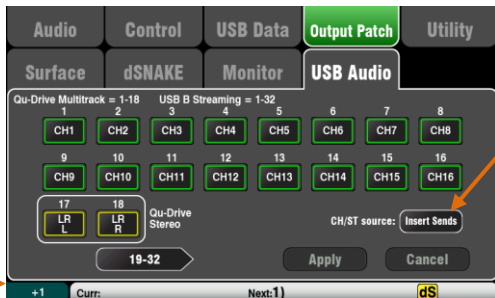 Audio Control USB Data Output Patch Utility
Surface dSNAKE Monitor USB Audio
Qu-Drive Multitrack = 1-18 USB B Streaming = 1-32
1 2 3 4 5 6 7 8
CH1 CH2 CH3 CH4 CH5 CH6 CH7 CH8
9 10 11 12 13 14 15 16
CH9 CH10 CH11 CH12 CH13 CH14 CH15 CH16
17 18
LR L LR R Qu-Drive Stereo CH/ST source: Insert Sends
19-32 Apply Cancel
+1 Curr: Next:1) dS